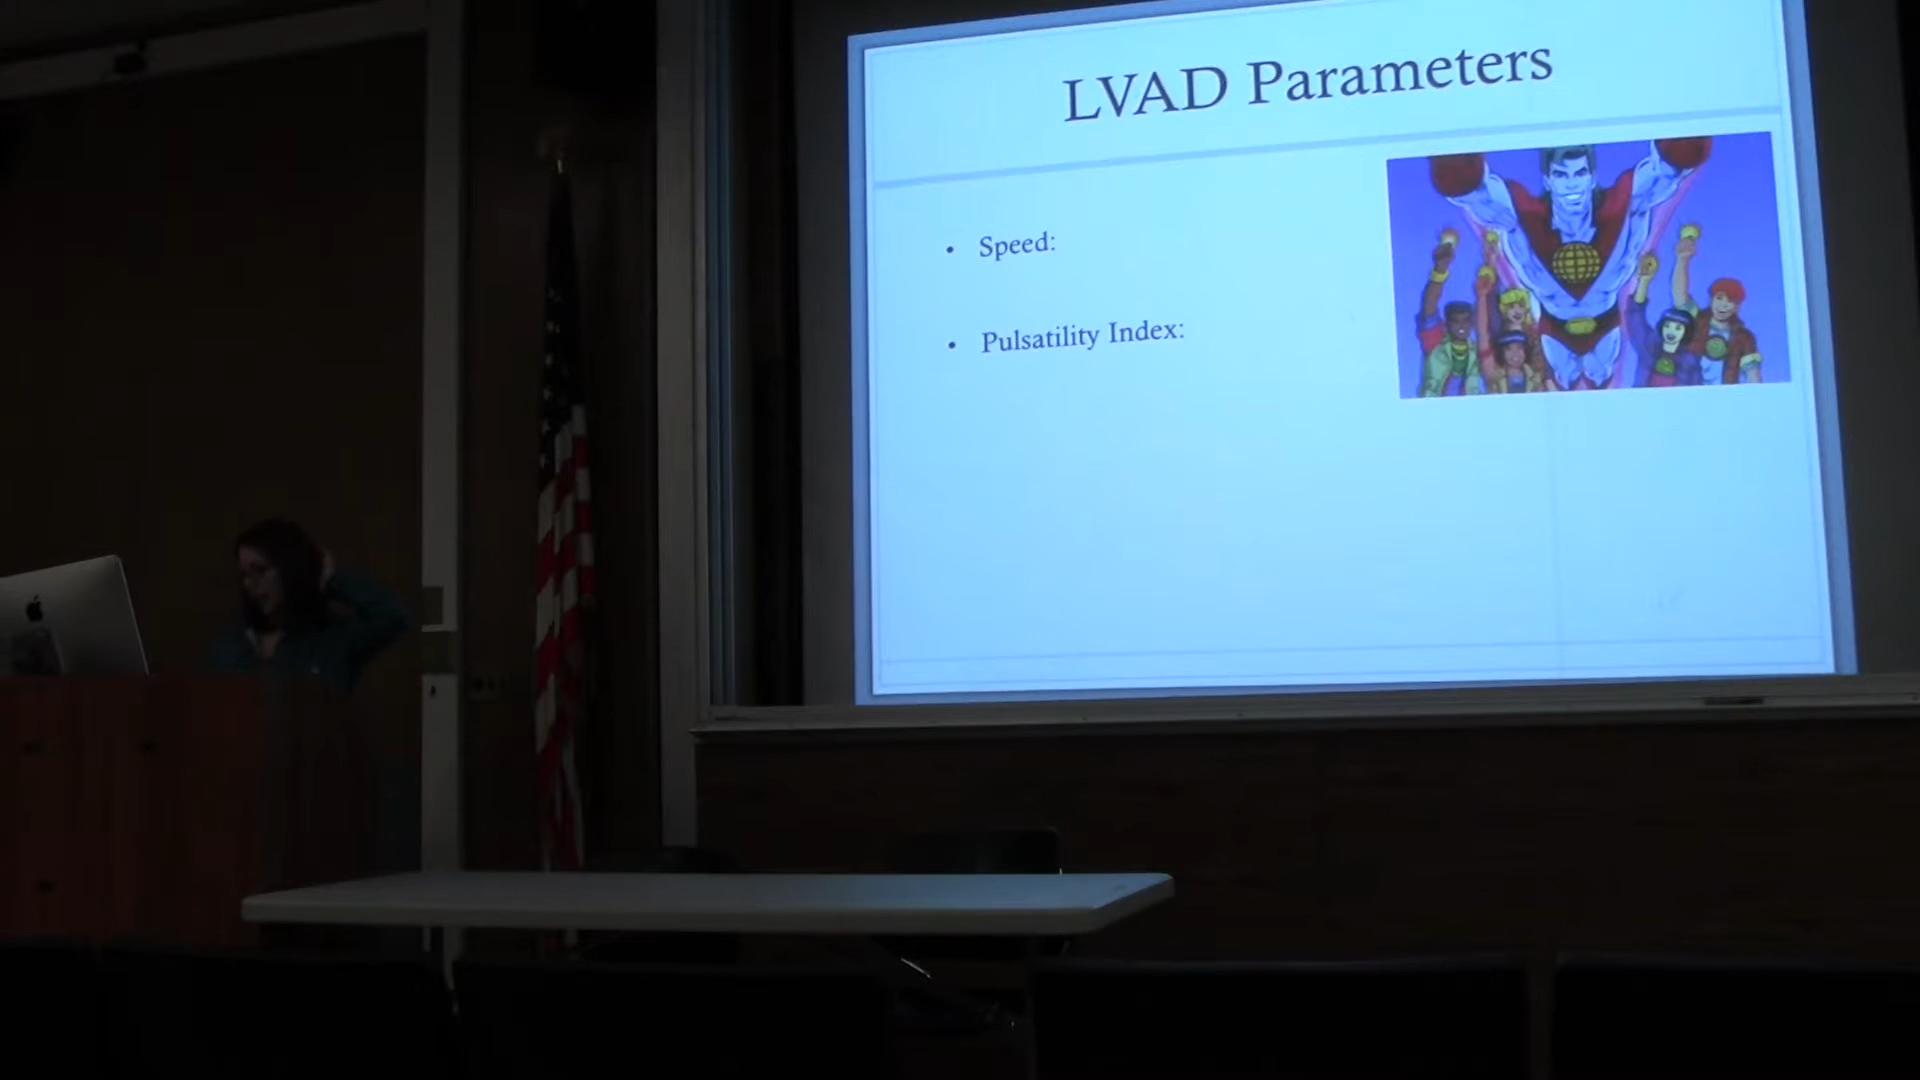 LVAD Parameters
• Speed:
• Pulsatility Index: